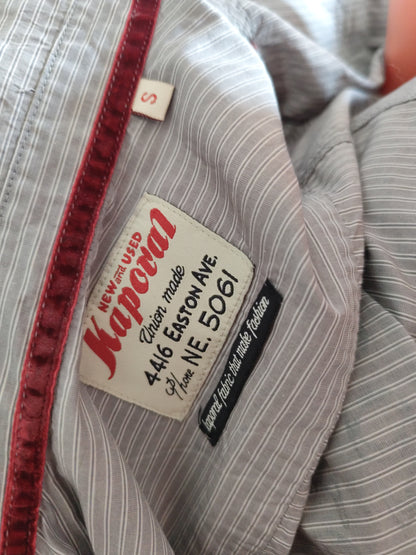 S
NEW and USED
Kaporal
Union made
4416 EASTON AVE.
Phone NE. 5061
kaporal fabric that make fashion